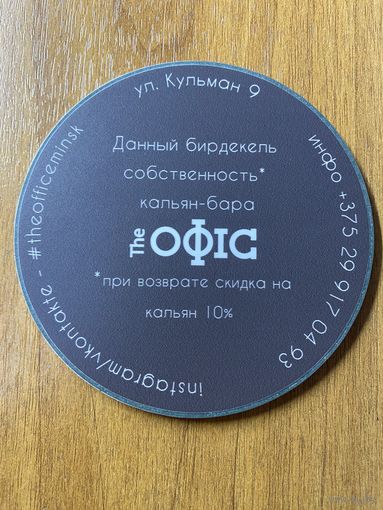 ул. Кульман 9
Данный бирдекель
собственность*
кальян-бара
The ОФIС
*при возврате скидка на
кальян 10%
инфо +375 29 917 04 93
instagram/vkontakte - #theofficeminsk